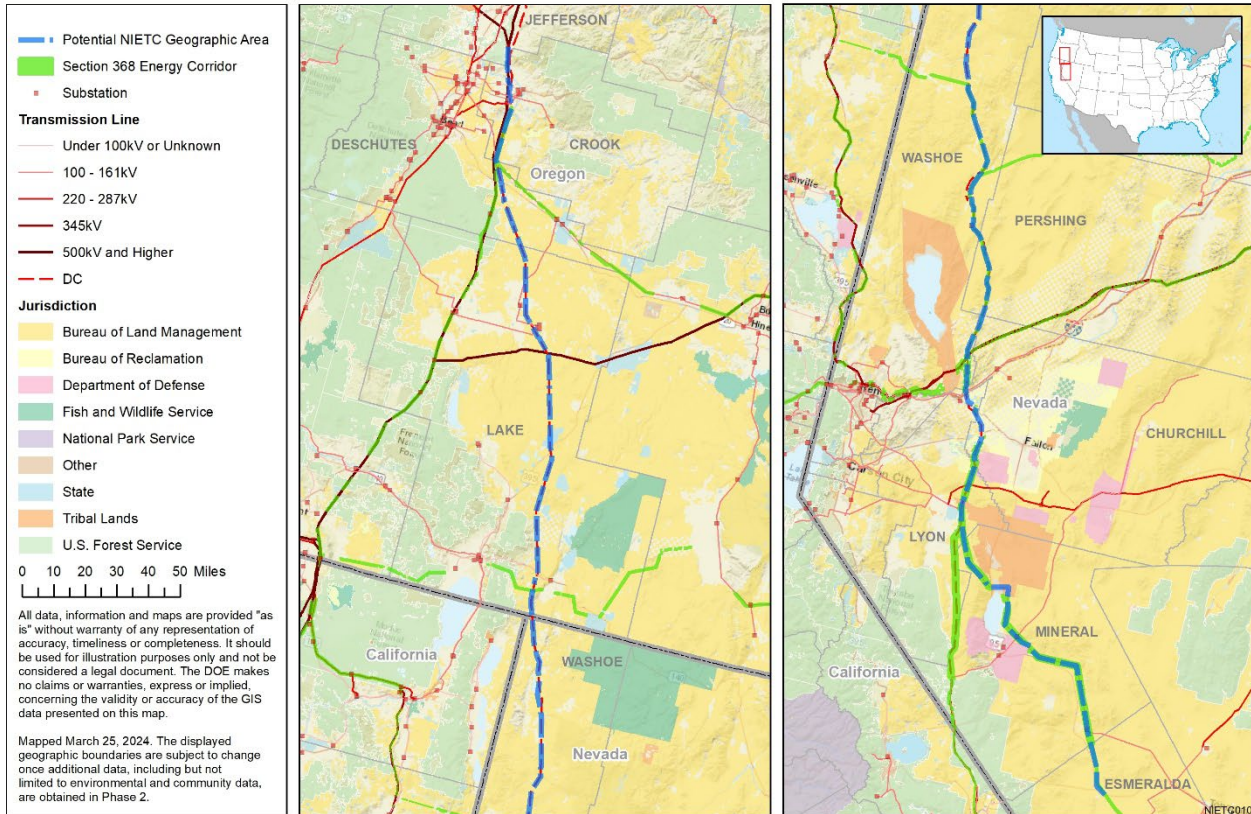 Potential NIETC Geographic Area
Section 368 Energy Corridor
Substation
Transmission Line
Under 100kV or Unknown
100 - 161kV
220 - 287kV
345kV
500kV and Higher
DC
Jurisdiction
Bureau of Land Management
Bureau of Reclamation
Department of Defense
Fish and Wildlife Service
National Park Service
Other
State
Tribal Lands
U.S. Forest Service
0 10 20 30 40 50 Miles
All data, information and maps are provided "as
is" without warranty of any representation of
accuracy, timeliness or completeness. It should
be used for illustration purposes only and not be
considered a legal document. The DOE makes
no claims or warranties, express or implied,
concerning the validity or accuracy of the GIS
data presented on this map.
Mapped March 25, 2024. The displayed
geographic boundaries are subject to change
once additional data, including but not
limited to environmental and community data,
are obtained in Phase 2.
JEFFERSON
DESCHUTES
CROOK
Oregon
LAKE
California
WASHOE
Nevada
WASHOE
PERSHING
Nevada
Fallon
CHURCHILL
Carson City
LYON
MINERAL
95
California
ESMERALDA
NIETC010